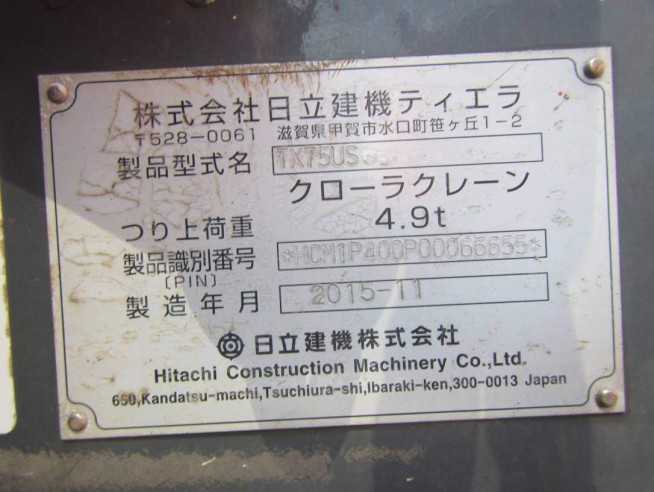 株式会社日立建機ティエラ
〒528-0061 滋賀県甲賀市水口町笹ヶ丘1-2
製品型式名 TX75US
クローラクレーン
つり上荷重 4.9t
製品識別番号 *HCM1P400P00066655*
(PIN)
製造年月 2015-11
日立建機株式会社
Hitachi Construction Machinery Co.,Ltd.
650,Kandatsu-machi,Tsuchiura-shi,Ibaraki-ken,300-0013 Japan